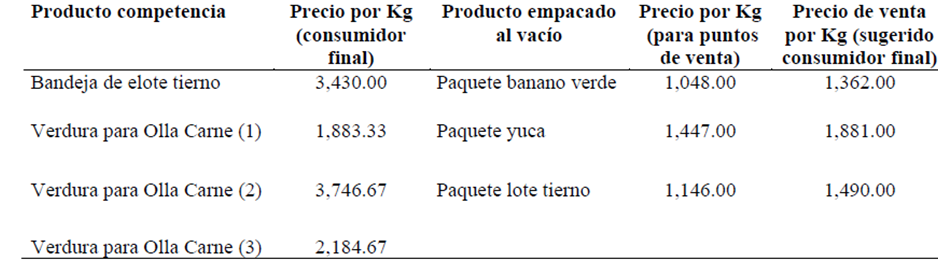 Producto competencia Precio por Kg Producto empacado Precio por Kg Precio de venta
(consumidor al vacío (para puntos por Kg (sugerido
final) de venta) consumidor final)
Bandeja de elote tierno 3,430.00 Paquete banano verde 1,048.00 1,362.00
Verdura para Olla Carne (1) 1,883.33 Paquete yuca 1,447.00 1,881.00
Verdura para Olla Carne (2) 3,746.67 Paquete lote tierno 1,146.00 1,490.00
Verdura para Olla Carne (3) 2,184.67